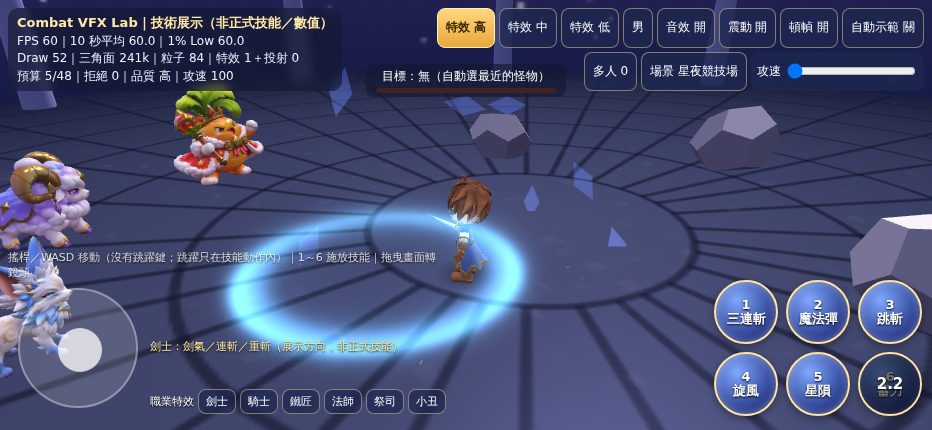 Combat VFX Lab｜技術展示（非正式技能／數值）
FPS 60｜10 秒平均 60.0｜1% Low 60.0
Draw 52｜三角面 241k｜粒子 84｜特效 1＋投射 0
預算 5/48｜拒絕 0｜品質 高｜攻速 100
特效 高
特效 中
特效 低
男
音效 開
震動 開
頓幀 開
自動示範 關
多人 0
場景 星夜競技場
攻速
目標：無（自動選最近的怪物）
搖桿／WASD 移動（沒有跳躍鍵；跳躍只在技能動作內）｜1～6 施放技能｜拖曳畫面轉
鏡頭
劍士：劍氣／連斬／重斬（展示方向，非正式技能）
職業特效
劍士
騎士
鐵匠
法師
祭司
小丑
1
三連斬
2
魔法彈
3
跳斬
4
旋風
5
星隕
6
2.2